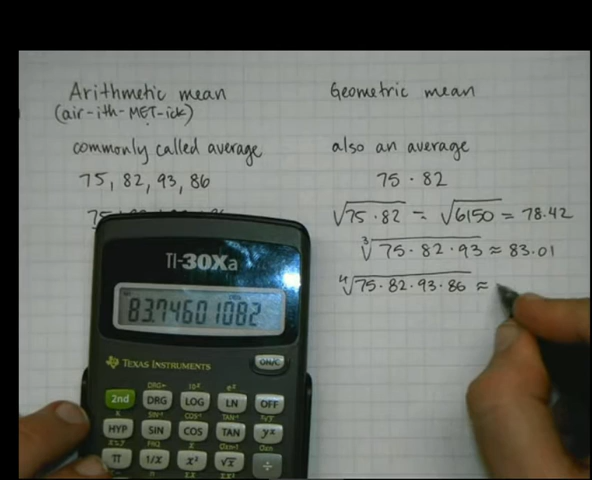 Arithmetic mean
(air-ith-MET-ick)
commonly called average
75, 82, 93, 86
Geometric mean
also an average
75 · 82
√75·82 = √6150 = 78.42
∛75·82·93 ≈ 83.01
∜75·82·93·86 ≈
TI-30Xa
83.74601082
TEXAS INSTRUMENTS
ON/C
2nd DRG LOG LN OFF
HYP SIN COS TAN yx
π 1/x x² √x ÷